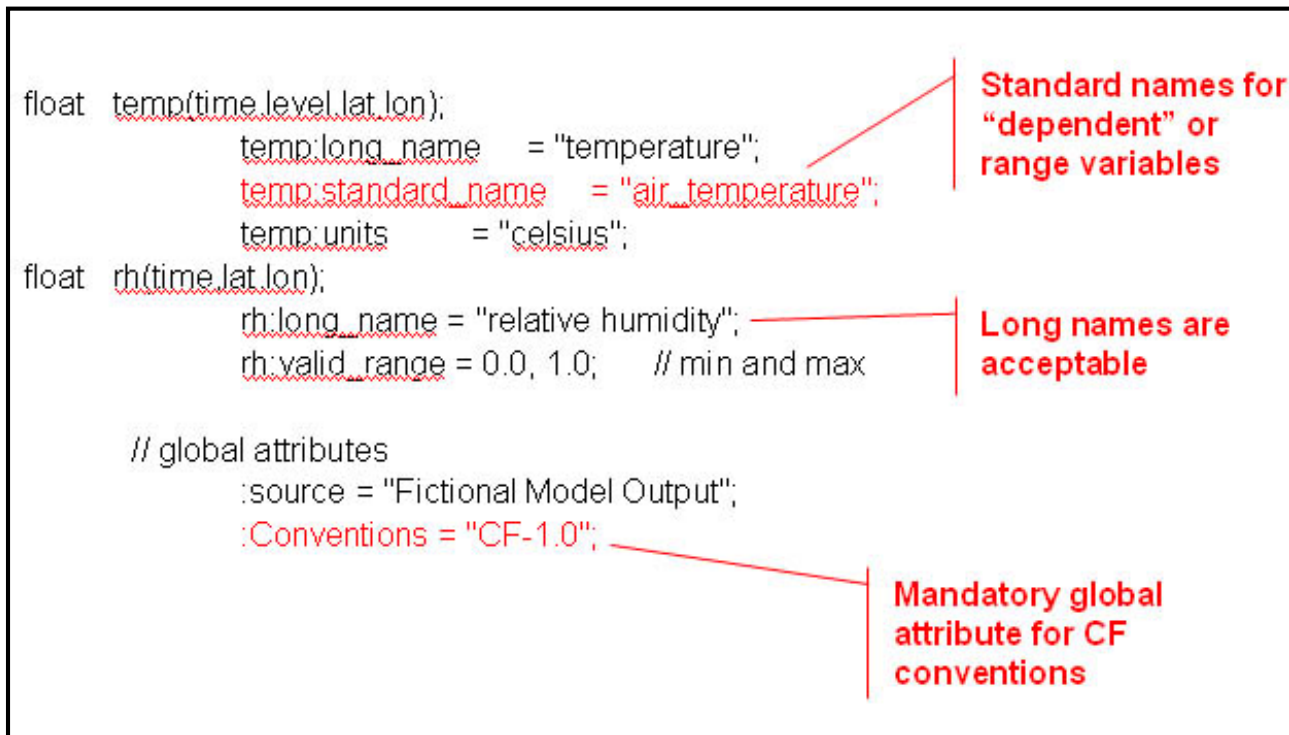 float temp(time,level,lat,lon);
temp:long_name = "temperature";
temp:standard_name = "air_temperature";
temp:units = "celsius";
float rh(time,lat,lon);
rh:long_name = "relative humidity";
rh:valid_range = 0.0, 1.0; // min and max
// global attributes
:source = "Fictional Model Output";
:Conventions = "CF-1.0";
Standard names for
“dependent” or
range variables
Long names are
acceptable
Mandatory global
attribute for CF
conventions